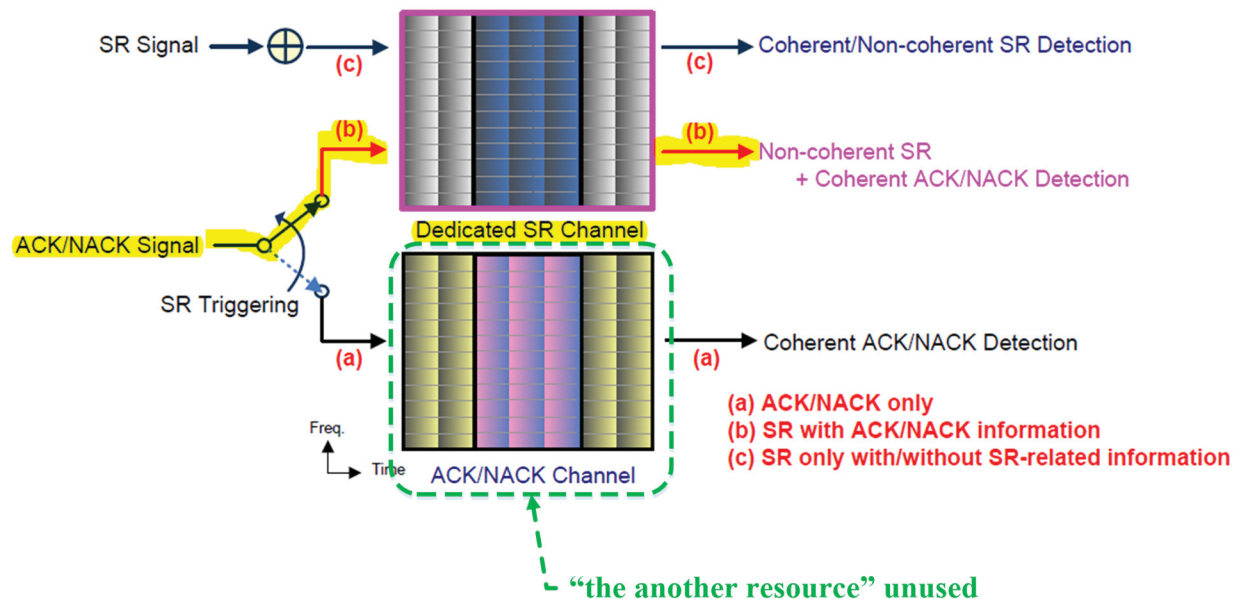 SR Signal
(c)
(c)
Coherent/Non-coherent SR Detection
(b)
(b)
Non-coherent SR
+ Coherent ACK/NACK Detection
ACK/NACK Signal
Dedicated SR Channel
SR Triggering
(a)
(a)
Coherent ACK/NACK Detection
(a) ACK/NACK only
(b) SR with ACK/NACK information
(c) SR only with/without SR-related information
Freq.
Time
ACK/NACK Channel
“the another resource” unused